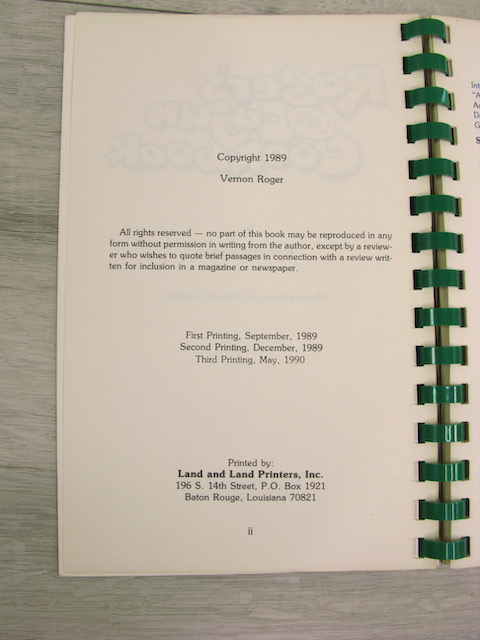 Copyright 1989
Vernon Roger
All rights reserved — no part of this book may be reproduced in any
form without permission in writing from the author, except by a review-
er who wishes to quote brief passages in connection with a review writ-
ten for inclusion in a magazine or newspaper.
First Printing, September, 1989
Second Printing, December, 1989
Third Printing, May, 1990
Printed by:
Land and Land Printers, Inc.
196 S. 14th Street, P.O. Box 1921
Baton Rouge, Louisiana 70821
ii